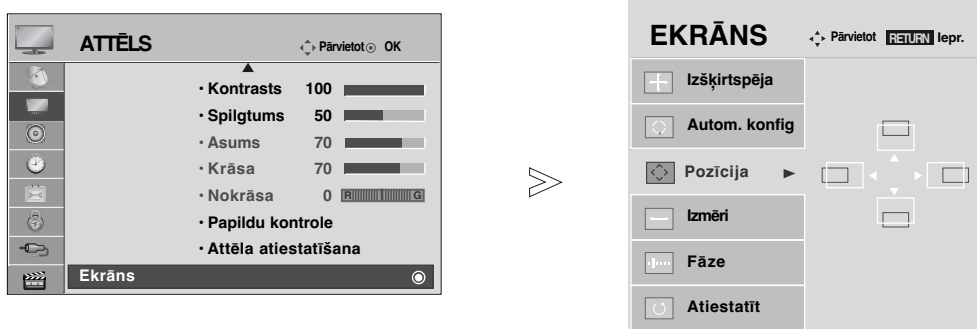 ATTĒLS
Pārvietot OK
• Kontrasts 100
• Spilgtums 50
• Asums 70
• Krāsa 70
• Nokrāsa 0 R G
• Papildu kontrole
• Attēla atiestatīšana
Ekrāns
EKRĀNS
Pārvietot RETURN Iepr.
Izšķirtspēja
Autom. konfig
Pozīcija
Izmēri
Fāze
Atiestatīt